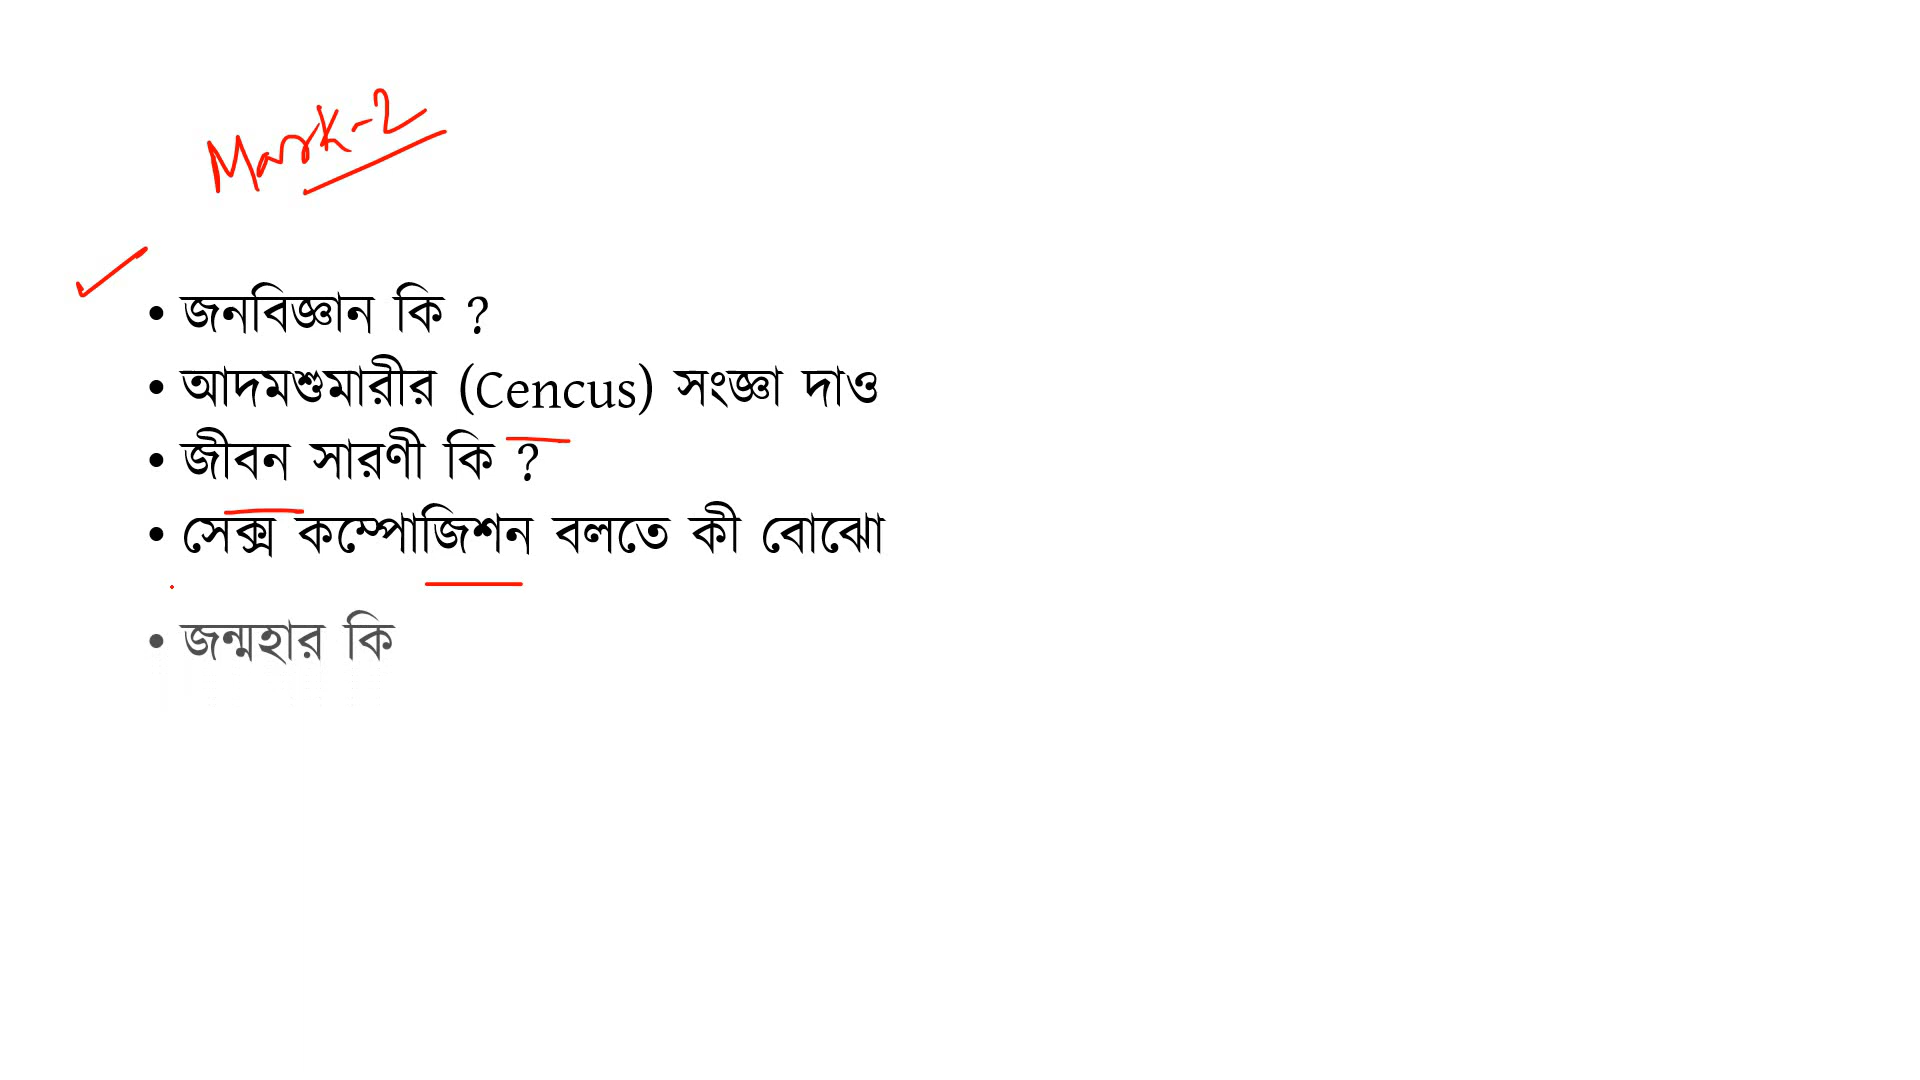 Mark-2
• জনবিজ্ঞান কি ?
• আদমশুমারীর (Cencus) সংজ্ঞা দাও
• জীবন সারণী কি ?
• সেক্স কম্পোজিশন বলতে কী বোঝো
• জন্মহার কি